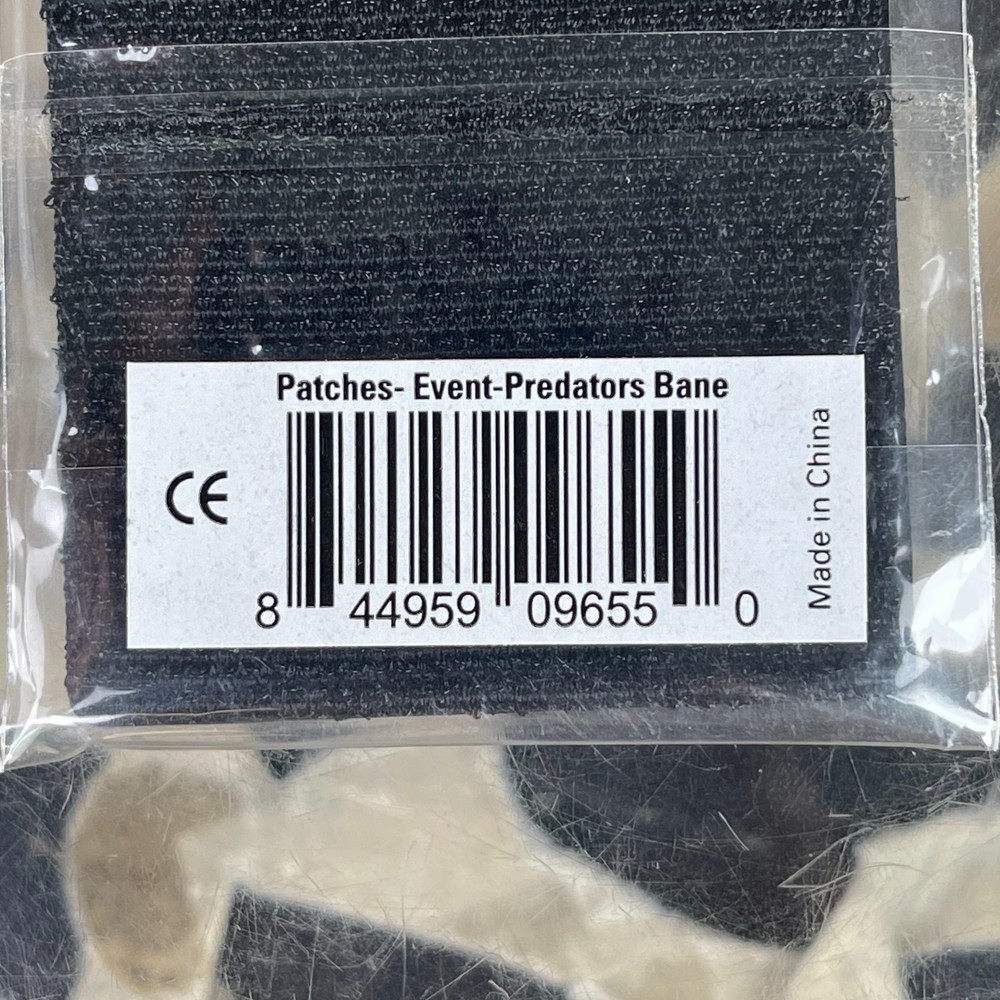 Patches- Event-Predators Bane
CE
8 44959 09655 0
Made in China